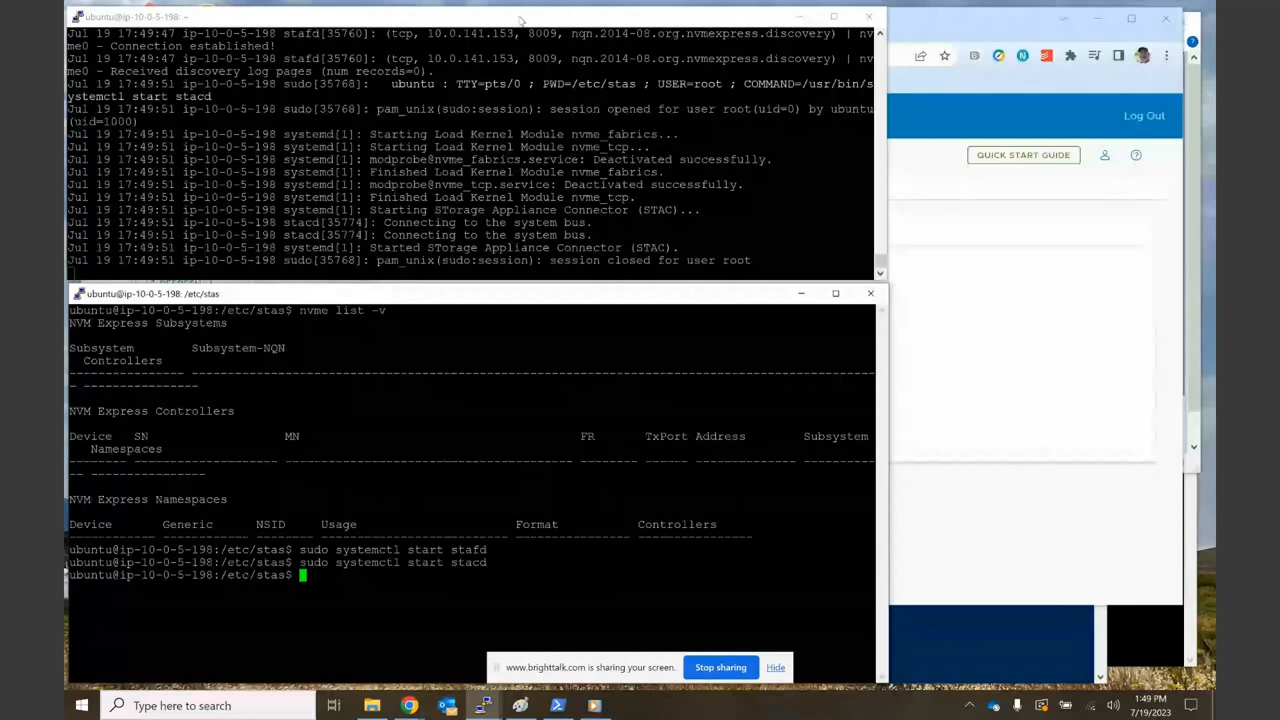 ubuntu@ip-10-0-5-198: ~
Jul 19 17:49:47 ip-10-0-5-198 stafd[35760]: (tcp, 10.0.141.153, 8009, nqn.2014-08.org.nvmexpress.discovery) | nv
me0 - Connection established!
Jul 19 17:49:47 ip-10-0-5-198 stafd[35760]: (tcp, 10.0.141.153, 8009, nqn.2014-08.org.nvmexpress.discovery) | nv
me0 - Received discovery log pages (num records=0).
Jul 19 17:49:51 ip-10-0-5-198 sudo[35768]:   ubuntu : TTY=pts/0 ; PWD=/etc/stas ; USER=root ; COMMAND=/usr/bin/s
ystemctl start stacd
Jul 19 17:49:51 ip-10-0-5-198 sudo[35768]: pam_unix(sudo:session): session opened for user root(uid=0) by ubuntu
(uid=1000)
Jul 19 17:49:51 ip-10-0-5-198 systemd[1]: Starting Load Kernel Module nvme_fabrics...
Jul 19 17:49:51 ip-10-0-5-198 systemd[1]: Starting Load Kernel Module nvme_tcp...
Jul 19 17:49:51 ip-10-0-5-198 systemd[1]: modprobe@nvme_fabrics.service: Deactivated successfully.
Jul 19 17:49:51 ip-10-0-5-198 systemd[1]: Finished Load Kernel Module nvme_fabrics.
Jul 19 17:49:51 ip-10-0-5-198 systemd[1]: modprobe@nvme_tcp.service: Deactivated successfully.
Jul 19 17:49:51 ip-10-0-5-198 systemd[1]: Finished Load Kernel Module nvme_tcp.
Jul 19 17:49:51 ip-10-0-5-198 systemd[1]: Starting STorage Appliance Connector (STAC)...
Jul 19 17:49:51 ip-10-0-5-198 stacd[35774]: Connecting to the system bus.
Jul 19 17:49:51 ip-10-0-5-198 stacd[35774]: Connecting to the system bus.
Jul 19 17:49:51 ip-10-0-5-198 systemd[1]: Started STorage Appliance Connector (STAC).
Jul 19 17:49:51 ip-10-0-5-198 sudo[35768]: pam_unix(sudo:session): session closed for user root
Log Out
QUICK START GUIDE
ubuntu@ip-10-0-5-198: /etc/stas
ubuntu@ip-10-0-5-198:/etc/stas$ nvme list -v
NVM Express Subsystems
Subsystem        Subsystem-NQN
Controllers
NVM Express Controllers
Device   SN                   MN                                       FR       TxPort Address        Subsystem
Namespaces
NVM Express Namespaces
Device       Generic      NSID     Usage                      Format           Controllers
ubuntu@ip-10-0-5-198:/etc/stas$ sudo systemctl start stafd
ubuntu@ip-10-0-5-198:/etc/stas$ sudo systemctl start stacd
ubuntu@ip-10-0-5-198:/etc/stas$
www.brighttalk.com is sharing your screen.
Stop sharing
Hide
Type here to search
1:49 PM
7/19/2023